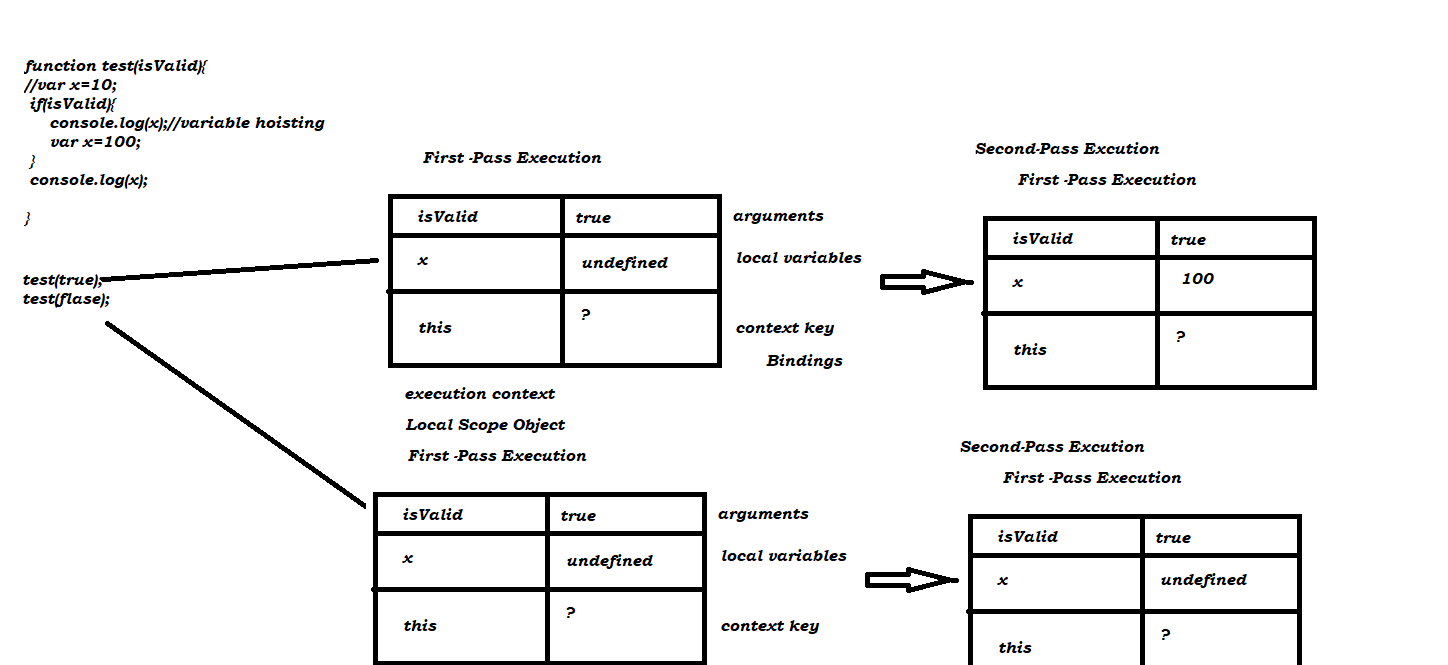 function test(isValid){
//var x=10;
if(isValid){
console.log(x);//variable hoisting
var x=100;
}
console.log(x);
}
test(true);
test(flase);
First -Pass Execution
isValid true arguments
x undefined local variables
this ? context key
Bindings
execution context
Local Scope Object
Second-Pass Excution
First -Pass Execution
isValid true
x 100
this ?
First -Pass Execution
isValid true arguments
x undefined local variables
this ? context key
Second-Pass Excution
First -Pass Execution
isValid true
x undefined
this ?